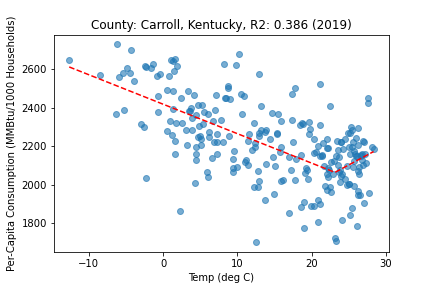 County: Carroll, Kentucky, R2: 0.386 (2019)
Per-Capita Consumption (MMBtu/1000 Households)
2600
2400
2200
2000
1800
−10 0 10 20 30
Temp (deg C)